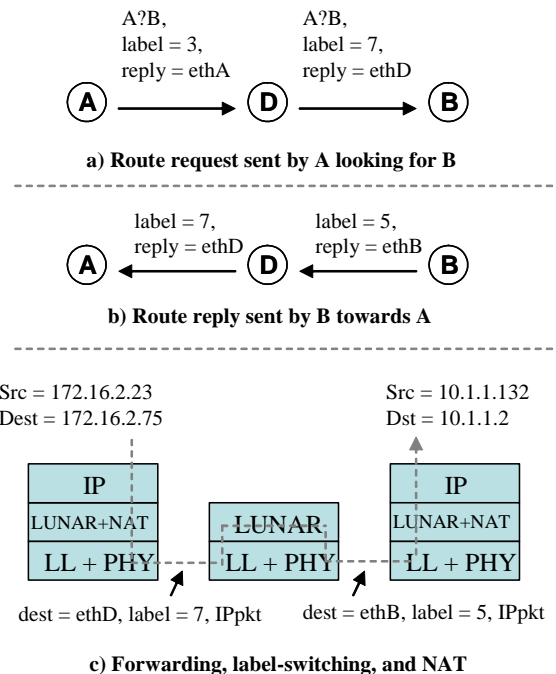 A?B,
label = 3,
reply = ethA
A?B,
label = 7,
reply = ethD
A
D
B
a) Route request sent by A looking for B
label = 7,
reply = ethD
label = 5,
reply = ethB
A
D
B
b) Route reply sent by B towards A
Src = 172.16.2.23
Dest = 172.16.2.75
Src = 10.1.1.132
Dst = 10.1.1.2
IP
LUNAR+NAT
LL + PHY
LUNAR
LL + PHY
IP
LUNAR+NAT
LL + PHY
dest = ethD, label = 7, IPpkt
dest = ethB, label = 5, IPpkt
c) Forwarding, label-switching, and NAT